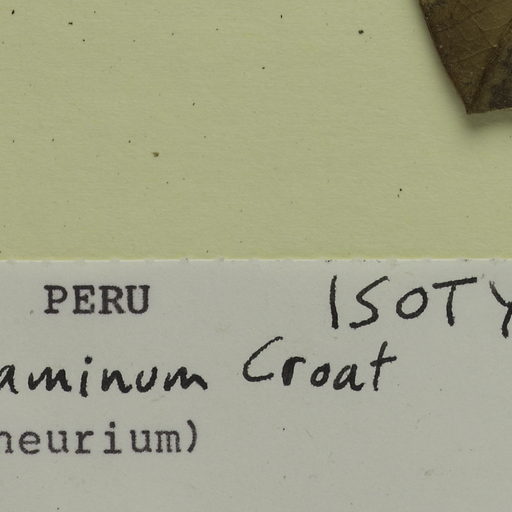 PERU ISOTY
aminum Croat
neurium)